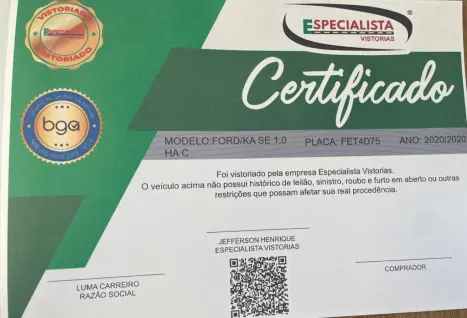 VISTORIADO
ESPECIALISTA
VISTORIADO
ESPECIALISTA
VISTORIAS
®
Certificado
bga
MODELO:FORD/KA SE 1.0
HA C
PLACA: FET4D75
ANO: 2020/2020
Foi vistoriado pela empresa Especialista Vistorias.
O veículo acima não possui histórico de leilão, sinistro, roubo e furto em aberto ou outras
restrições que possam afetar sua real procedência.
JEFFERSON HENRIQUE
ESPECIALISTA VISTORIAS
LUMA CARREIRO
RAZÃO SOCIAL
COMPRADOR